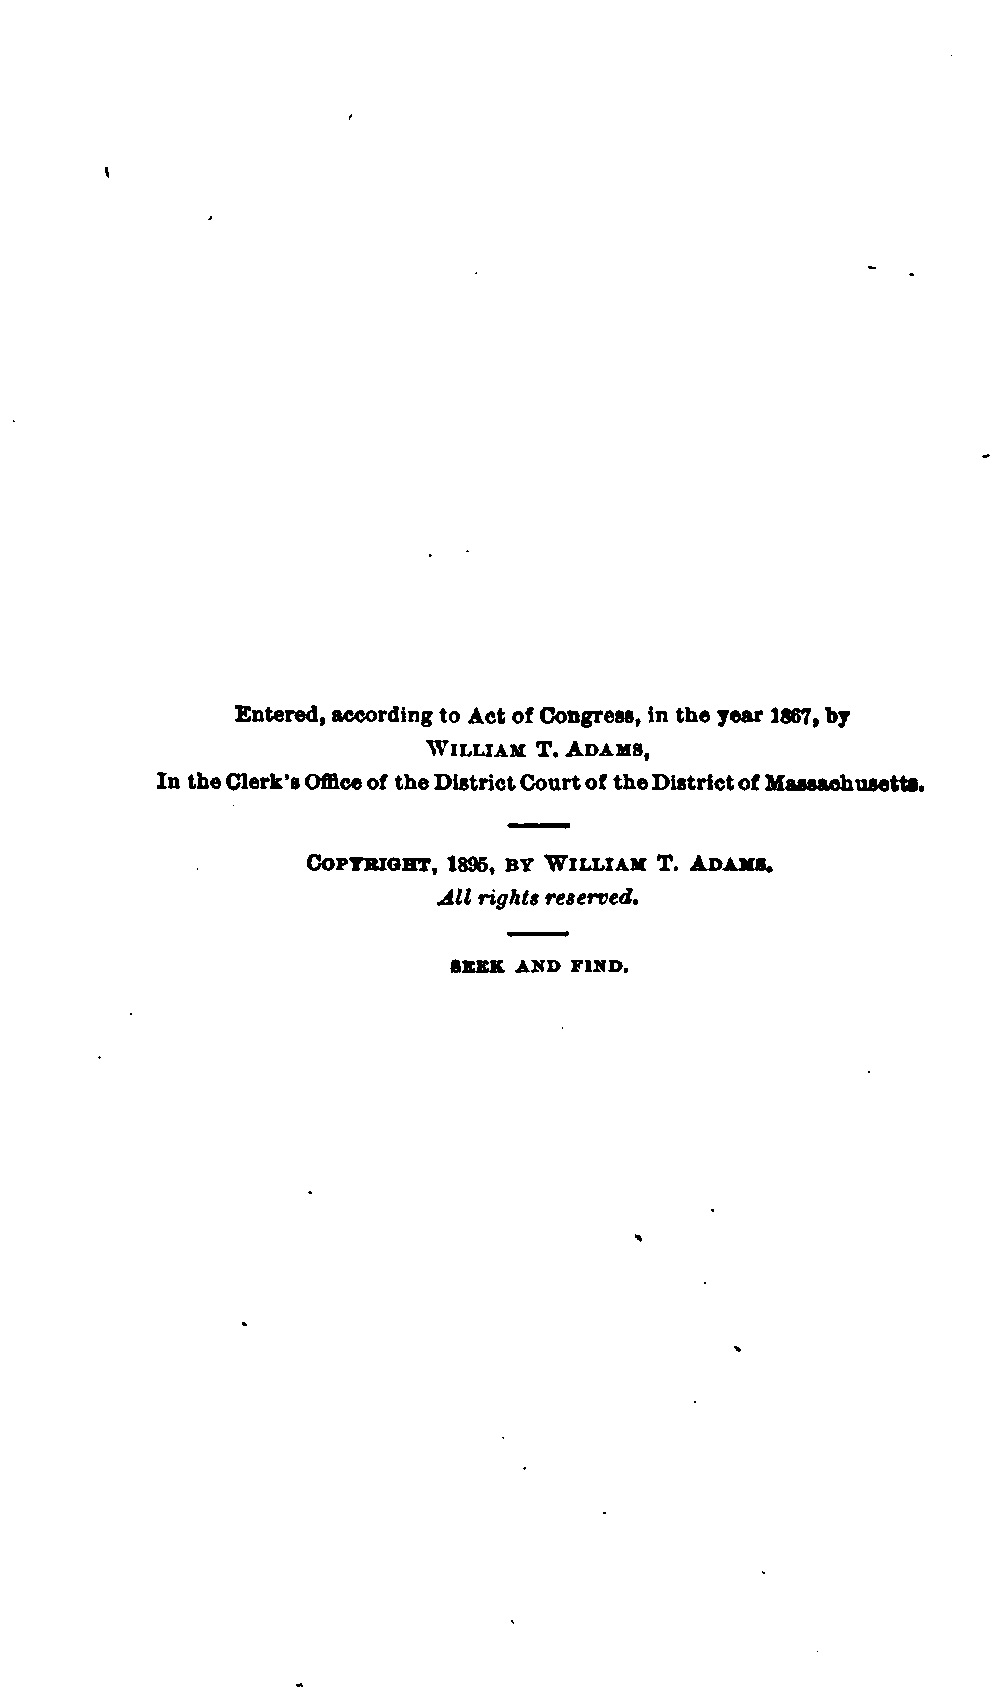 Entered, according to Act of Congress, in the year 1867, by
WILLIAM T. ADAMS,
In the Clerk's Office of the District Court of the District of Massachusetts.
COPYRIGHT, 1895, BY WILLIAM T. ADAMS.
All rights reserved.
SEEK AND FIND.